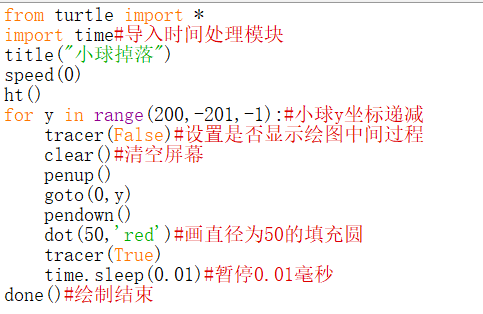 from turtle import *
import time#导入时间处理模块
title("小球掉落")
speed(0)
ht()
for y in range(200,-201,-1):#小球y坐标递减
    tracer(False)#设置是否显示绘图中间过程
    clear()#清空屏幕
    penup()
    goto(0,y)
    pendown()
    dot(50,'red')#画直径为50的填充圆
    tracer(True)
    time.sleep(0.01)#暂停0.01毫秒
done()#绘制结束